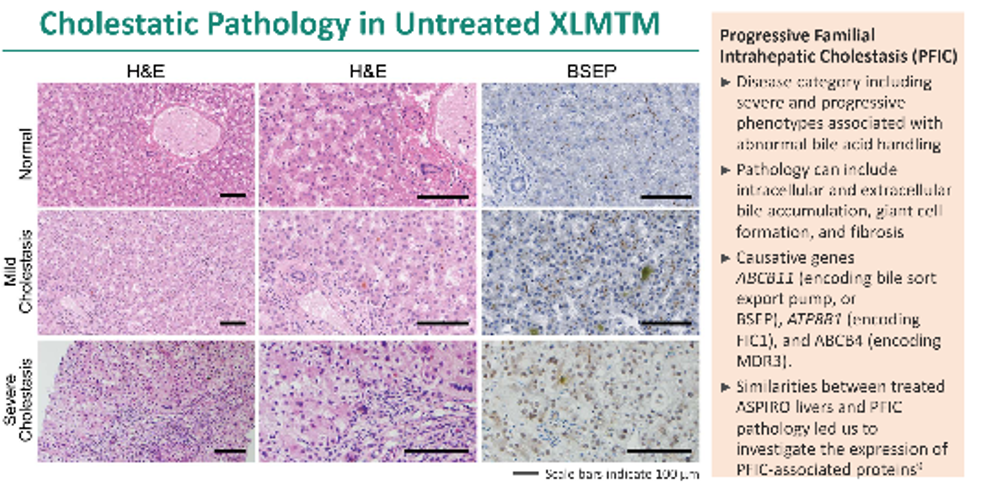 Cholestatic Pathology in Untreated XLMTM
H&E
H&E
BSEP
Normal
Mild
Cholestasis
Severe
Cholestasis
Scale bars indicate 100 µm
Progressive Familial
Intrahepatic Cholestasis (PFIC)
► Disease category including
severe and progressive
phenotypes associated with
abnormal bile acid handling
► Pathology can include
intracellular and extracellular
bile accumulation, giant cell
formation, and fibrosis
► Causative genes
ABCB11 (encoding bile sort
export pump, or
BSEP), ATP8B1 (encoding
FIC1), and ABCB4 (encoding
MDR3).
► Similarities between treated
ASPIRO livers and PFIC
pathology led us to
investigate the expression of
PFIC-associated proteins